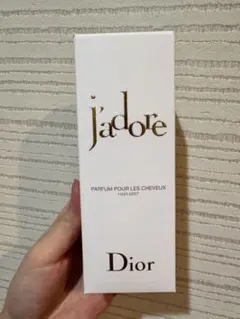 j'adore
PARFUM POUR LES CHEVEUX
HAIR MIST
Dior